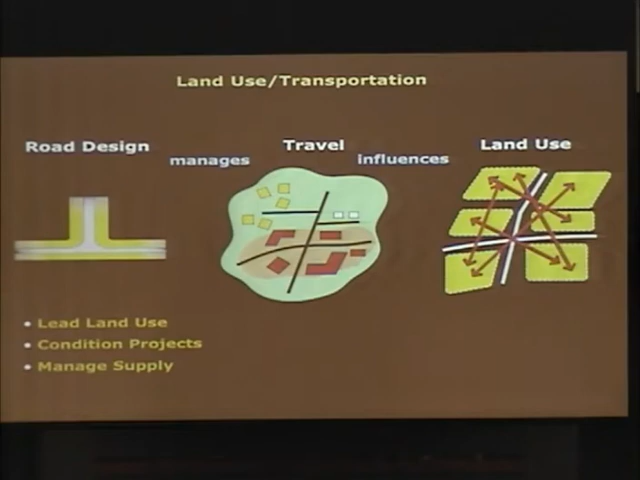 Land Use/Transportation
Road Design
manages
Travel
influences
Land Use
• Lead Land Use
• Condition Projects
• Manage Supply